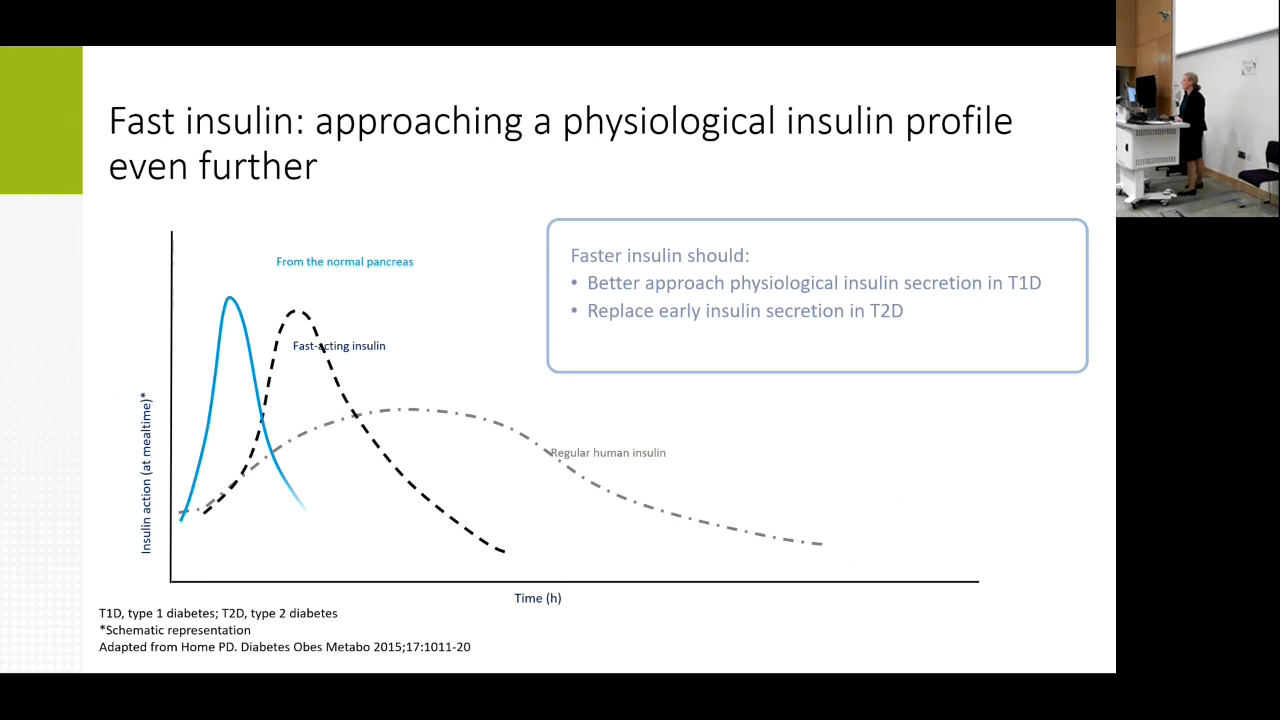 Fast insulin: approaching a physiological insulin profile
even further
From the normal pancreas
Fast-acting insulin
Regular human insulin
Insulin action (at mealtime)*
Time (h)
Faster insulin should:
• Better approach physiological insulin secretion in T1D
• Replace early insulin secretion in T2D
T1D, type 1 diabetes; T2D, type 2 diabetes
*Schematic representation
Adapted from Home PD. Diabetes Obes Metabo 2015;17:1011-20